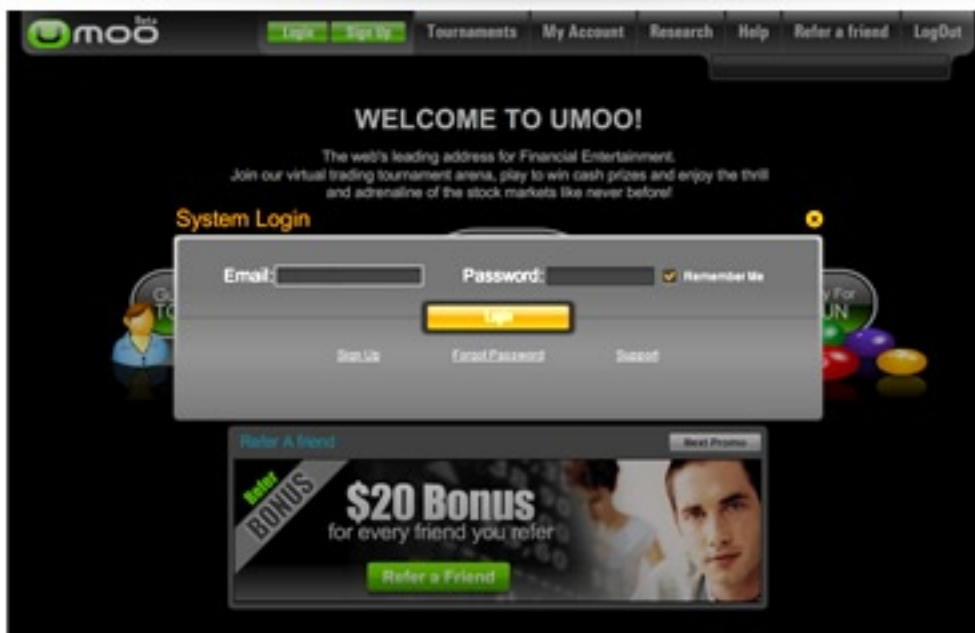 Beta
Umoo
Login Sign Up Tournaments My Account Research Help Refer a friend LogOut
WELCOME TO UMOO!
The web's leading address for Financial Entertainment.
Join our virtual trading tournament arena, play to win cash prizes and enjoy the thrill
and adrenaline of the stock markets like never before!
System Login
Email: Password: Remember Me
Login
Sign Up Forgot Password Support
Refer A friend Next Promo
Refer
BONUS
$20 Bonus
for every friend you refer
Refer a Friend